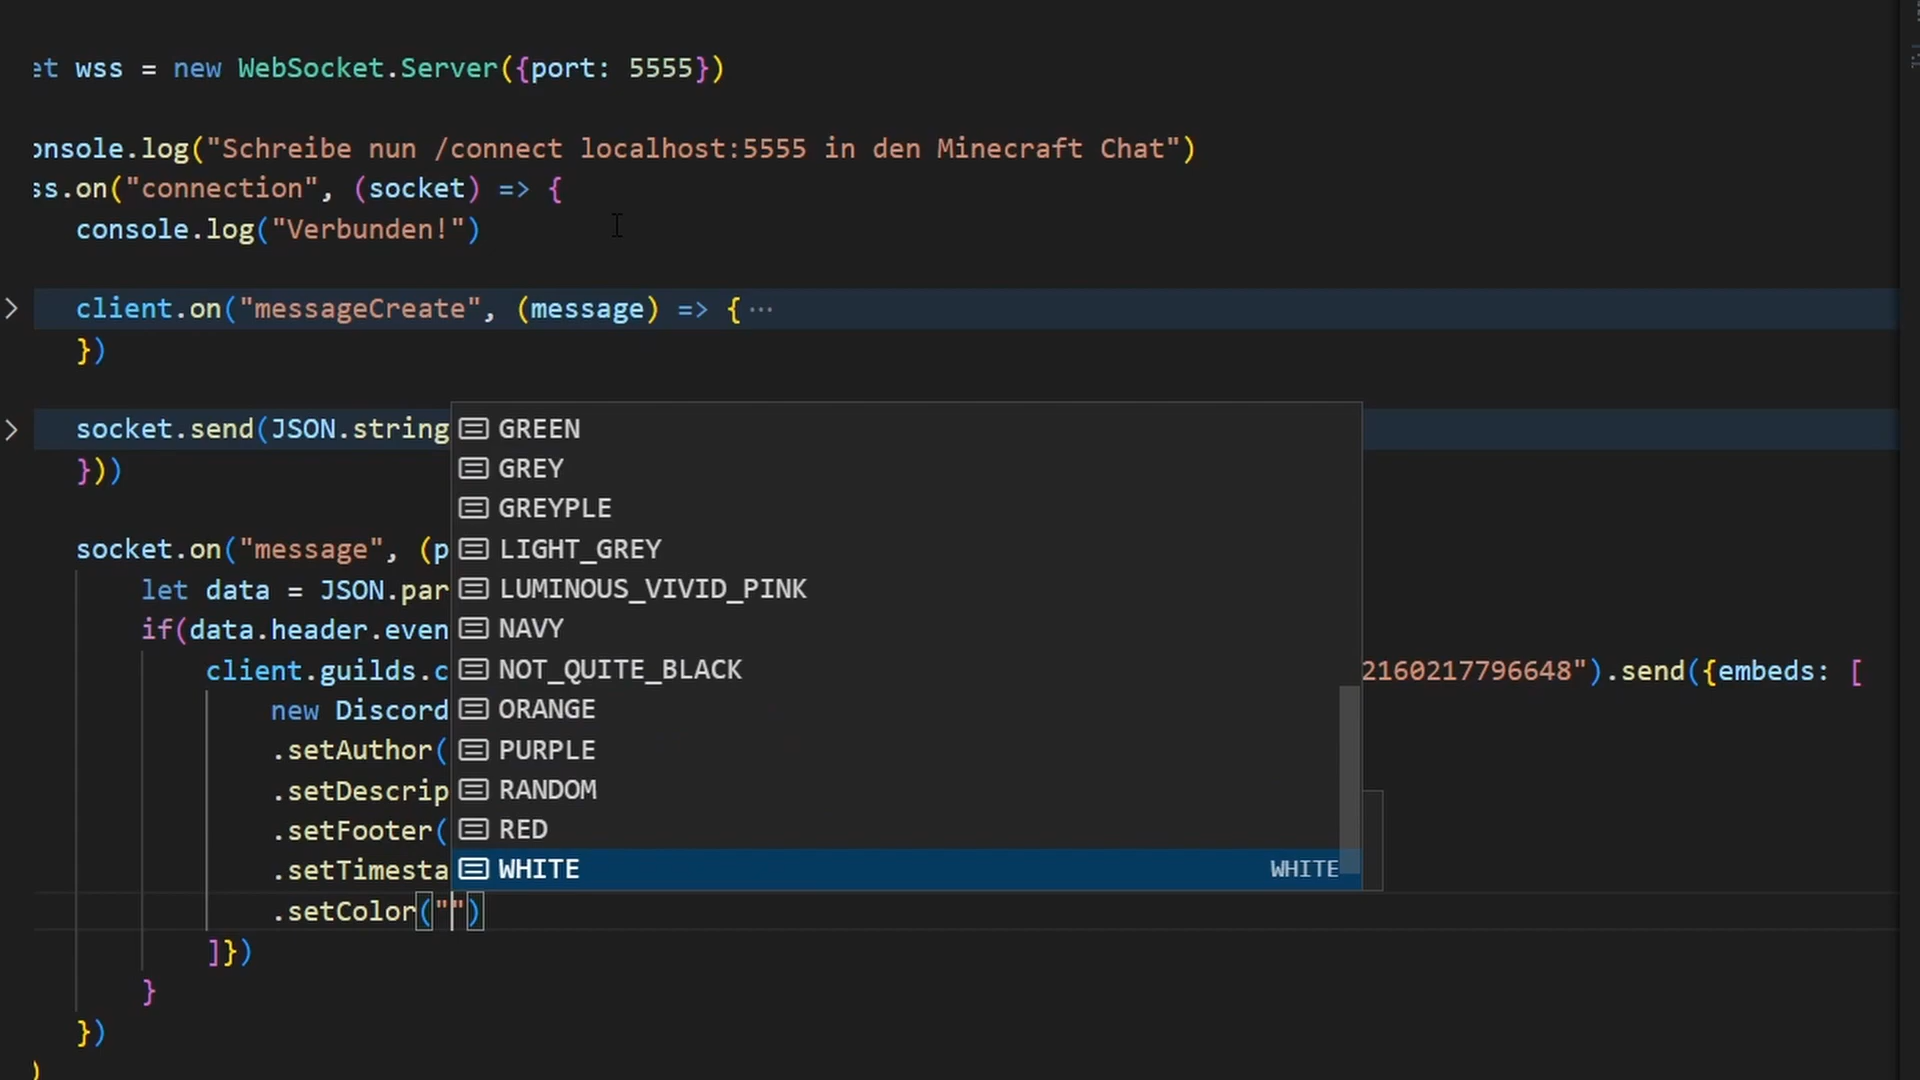 et wss = new WebSocket.Server({port: 5555})
onsole.log("Schreibe nun /connect localhost:5555 in den Minecraft Chat")
ss.on("connection", (socket) => {
console.log("Verbunden!")
client.on("messageCreate", (message) => { ···
})
socket.send(JSON.string
}))
socket.on("message", (p
let data = JSON.par
if(data.header.even
client.guilds.c 2160217796648").send({embeds: [
new Discord
.setAuthor(
.setDescrip
.setFooter(
.setTimesta
.setColor("")
]})
}
})
)
GREEN
GREY
GREYPLE
LIGHT_GREY
LUMINOUS_VIVID_PINK
NAVY
NOT_QUITE_BLACK
ORANGE
PURPLE
RANDOM
RED
WHITE WHITE